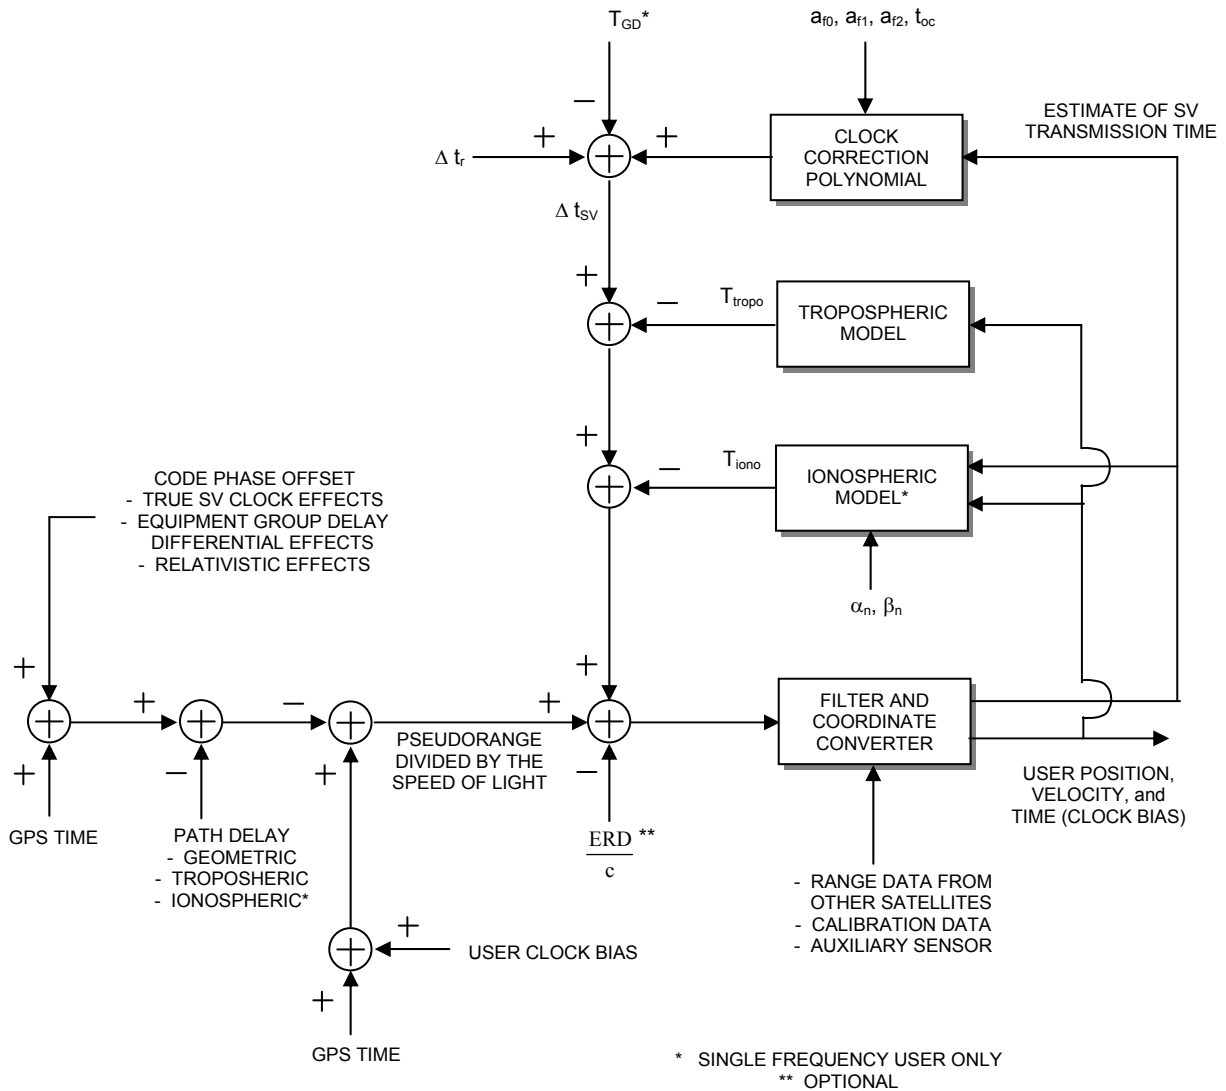 T_GD*
a_f0, a_f1, a_f2, t_oc
ESTIMATE OF SV
TRANSMISSION TIME
−
+
+
+
Δ t_r
CLOCK
CORRECTION
POLYNOMIAL
Δ t_SV
+
−
T_tropo
+
TROPOSPHERIC
MODEL
+
−
T_iono
+
IONOSPHERIC
MODEL*
α_n, β_n
CODE PHASE OFFSET
- TRUE SV CLOCK EFFECTS
- EQUIPMENT GROUP DELAY
DIFFERENTIAL EFFECTS
- RELATIVISTIC EFFECTS
+
+
+
+
GPS TIME
+
−
PATH DELAY
- GEOMETRIC
- TROPOSHERIC
- IONOSPHERIC*
−
+
+
PSEUDORANGE
DIVIDED BY THE
SPEED OF LIGHT
+
+
+
−
ERD **
c
FILTER AND
COORDINATE
CONVERTER
USER POSITION,
VELOCITY, and
TIME (CLOCK BIAS)
- RANGE DATA FROM
OTHER SATELLITES
- CALIBRATION DATA
- AUXILIARY SENSOR
+
+
USER CLOCK BIAS
+
GPS TIME
* SINGLE FREQUENCY USER ONLY
** OPTIONAL